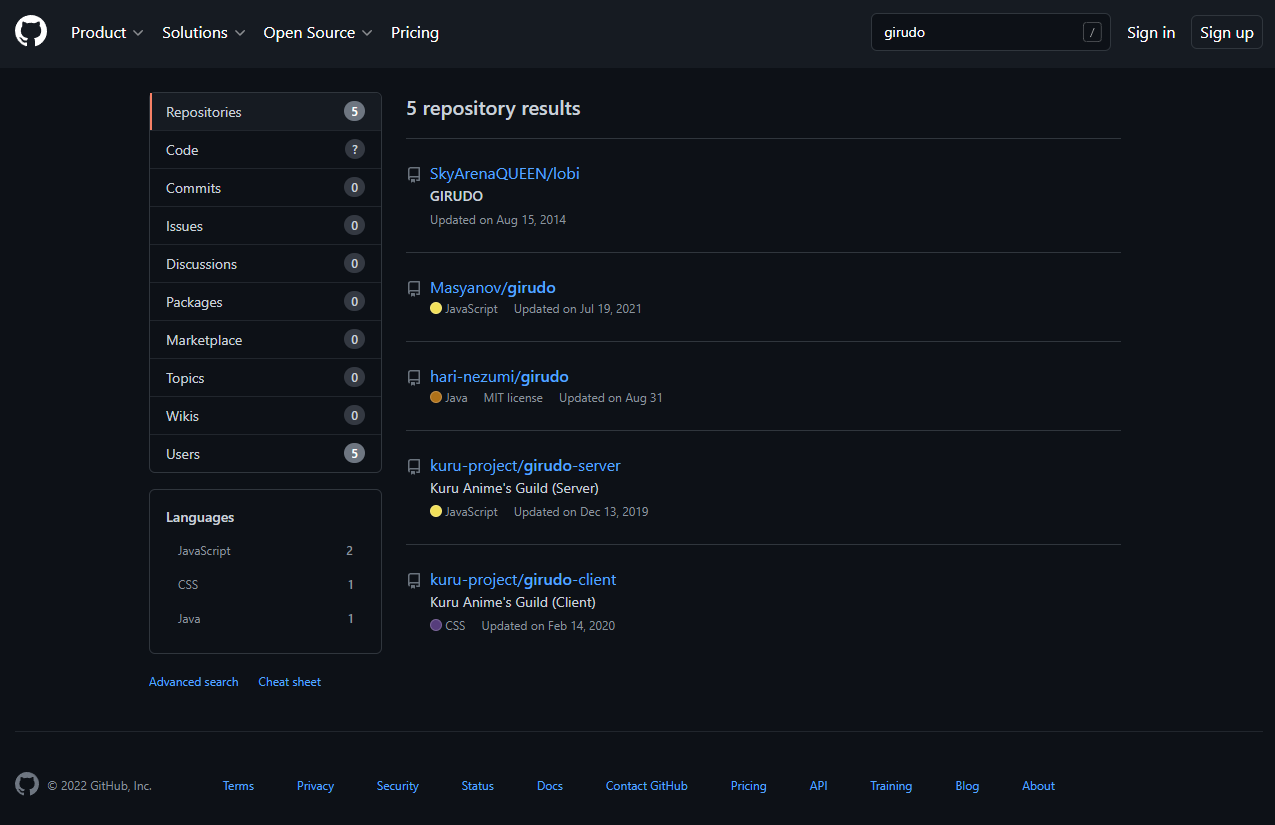 Product Solutions Open Source Pricing girudo / Sign in Sign up
Repositories 5
Code ?
Commits 0
Issues 0
Discussions 0
Packages 0
Marketplace 0
Topics 0
Wikis 0
Users 5
Languages
JavaScript 2
CSS 1
Java 1
Advanced search Cheat sheet
5 repository results
SkyArenaQUEEN/lobi
GIRUDO
Updated on Aug 15, 2014
Masyanov/girudo
JavaScript Updated on Jul 19, 2021
hari-nezumi/girudo
Java MIT license Updated on Aug 31
kuru-project/girudo-server
Kuru Anime's Guild (Server)
JavaScript Updated on Dec 13, 2019
kuru-project/girudo-client
Kuru Anime's Guild (Client)
CSS Updated on Feb 14, 2020
© 2022 GitHub, Inc. Terms Privacy Security Status Docs Contact GitHub Pricing API Training Blog About